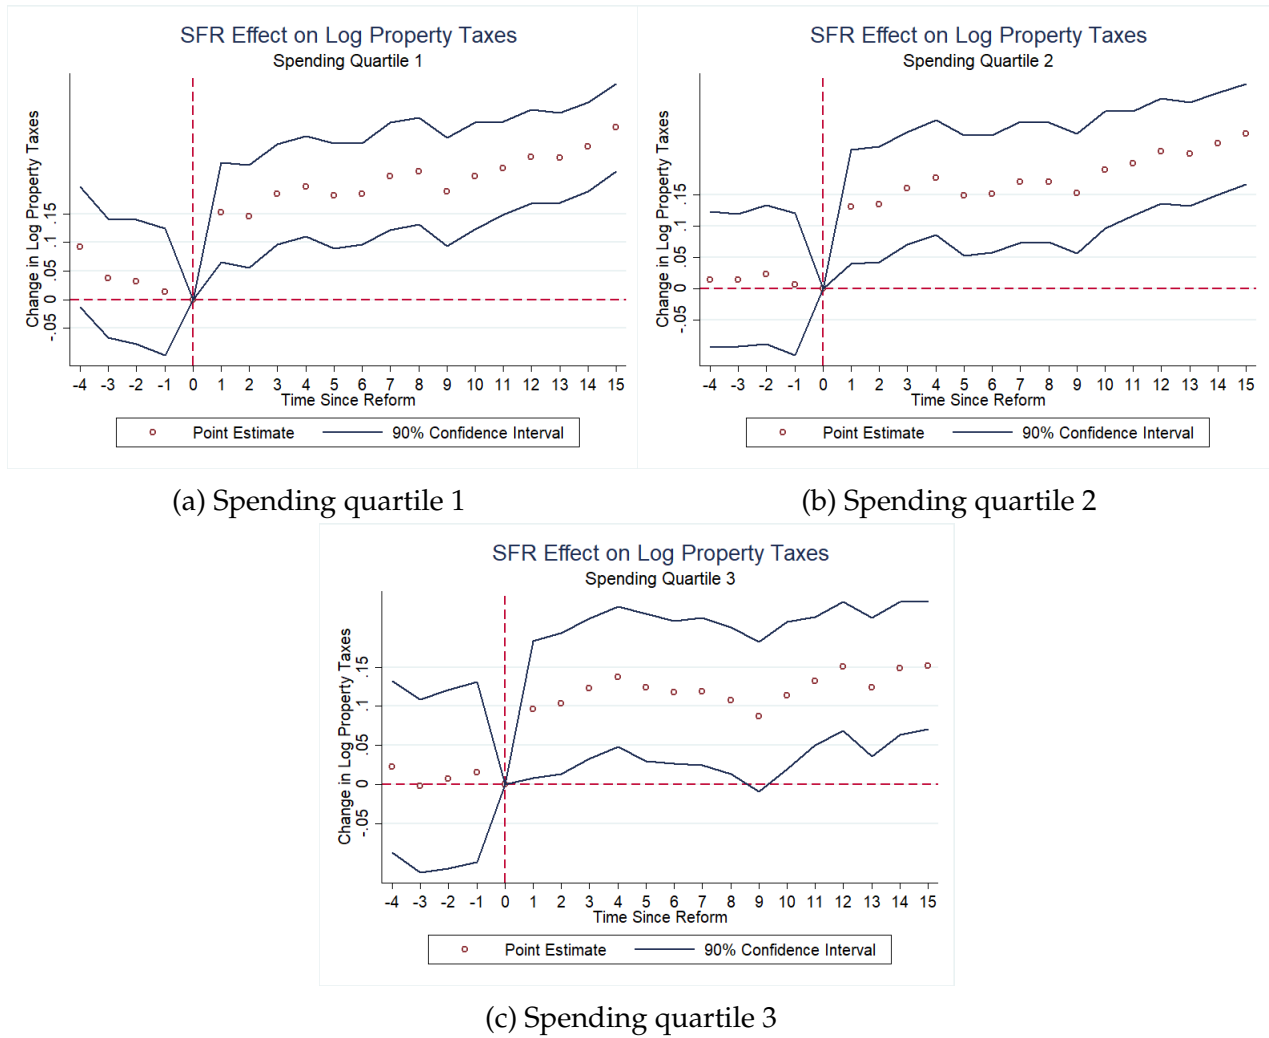 SFR Effect on Log Property Taxes
Spending Quartile 1
Change in Log Property Taxes
.15
.1
.05
0
-.05
-4 -3 -2 -1 0 1 2 3 4 5 6 7 8 9 10 11 12 13 14 15
Time Since Reform
Point Estimate 90% Confidence Interval
(a) Spending quartile 1
SFR Effect on Log Property Taxes
Spending Quartile 2
Change in Log Property Taxes
.15
.1
.05
0
-.05
-4 -3 -2 -1 0 1 2 3 4 5 6 7 8 9 10 11 12 13 14 15
Time Since Reform
Point Estimate 90% Confidence Interval
(b) Spending quartile 2
SFR Effect on Log Property Taxes
Spending Quartile 3
Change in Log Property Taxes
.15
.1
.05
0
-.05
-4 -3 -2 -1 0 1 2 3 4 5 6 7 8 9 10 11 12 13 14 15
Time Since Reform
Point Estimate 90% Confidence Interval
(c) Spending quartile 3